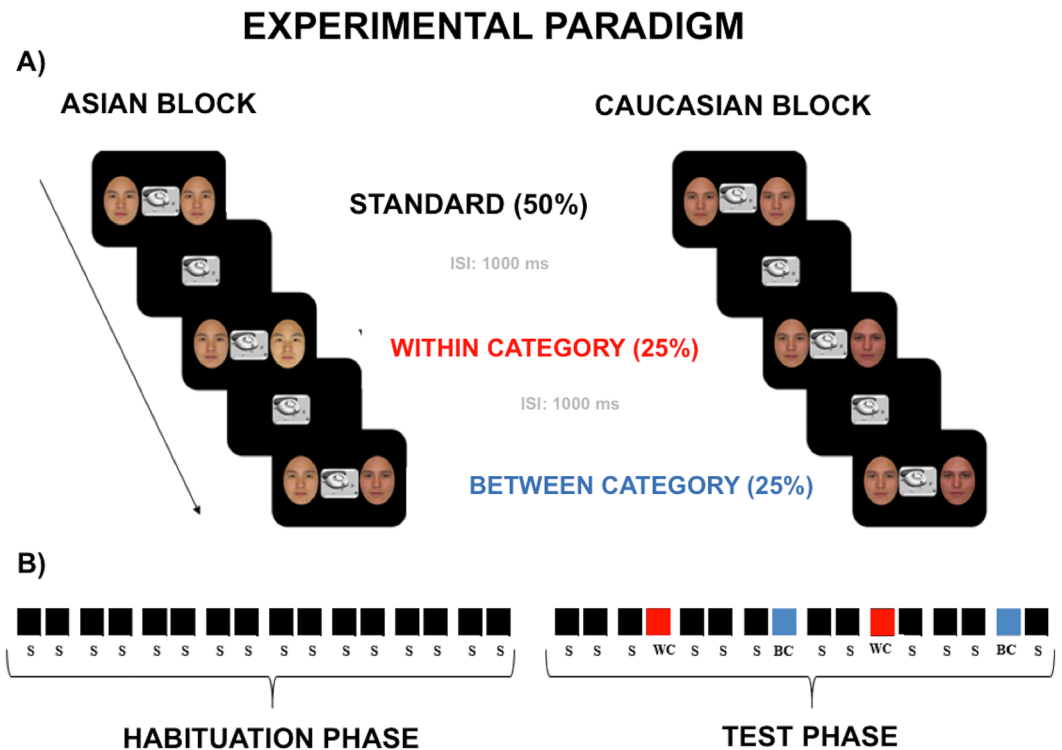 EXPERIMENTAL PARADIGM
A)
ASIAN BLOCK
CAUCASIAN BLOCK
STANDARD (50%)
ISI: 1000 ms
WITHIN CATEGORY (25%)
ISI: 1000 ms
BETWEEN CATEGORY (25%)
B)
S S S S S S S S S S S S S S S S
S S S WC S S S BC S S WC S S S BC S
HABITUATION PHASE
TEST PHASE